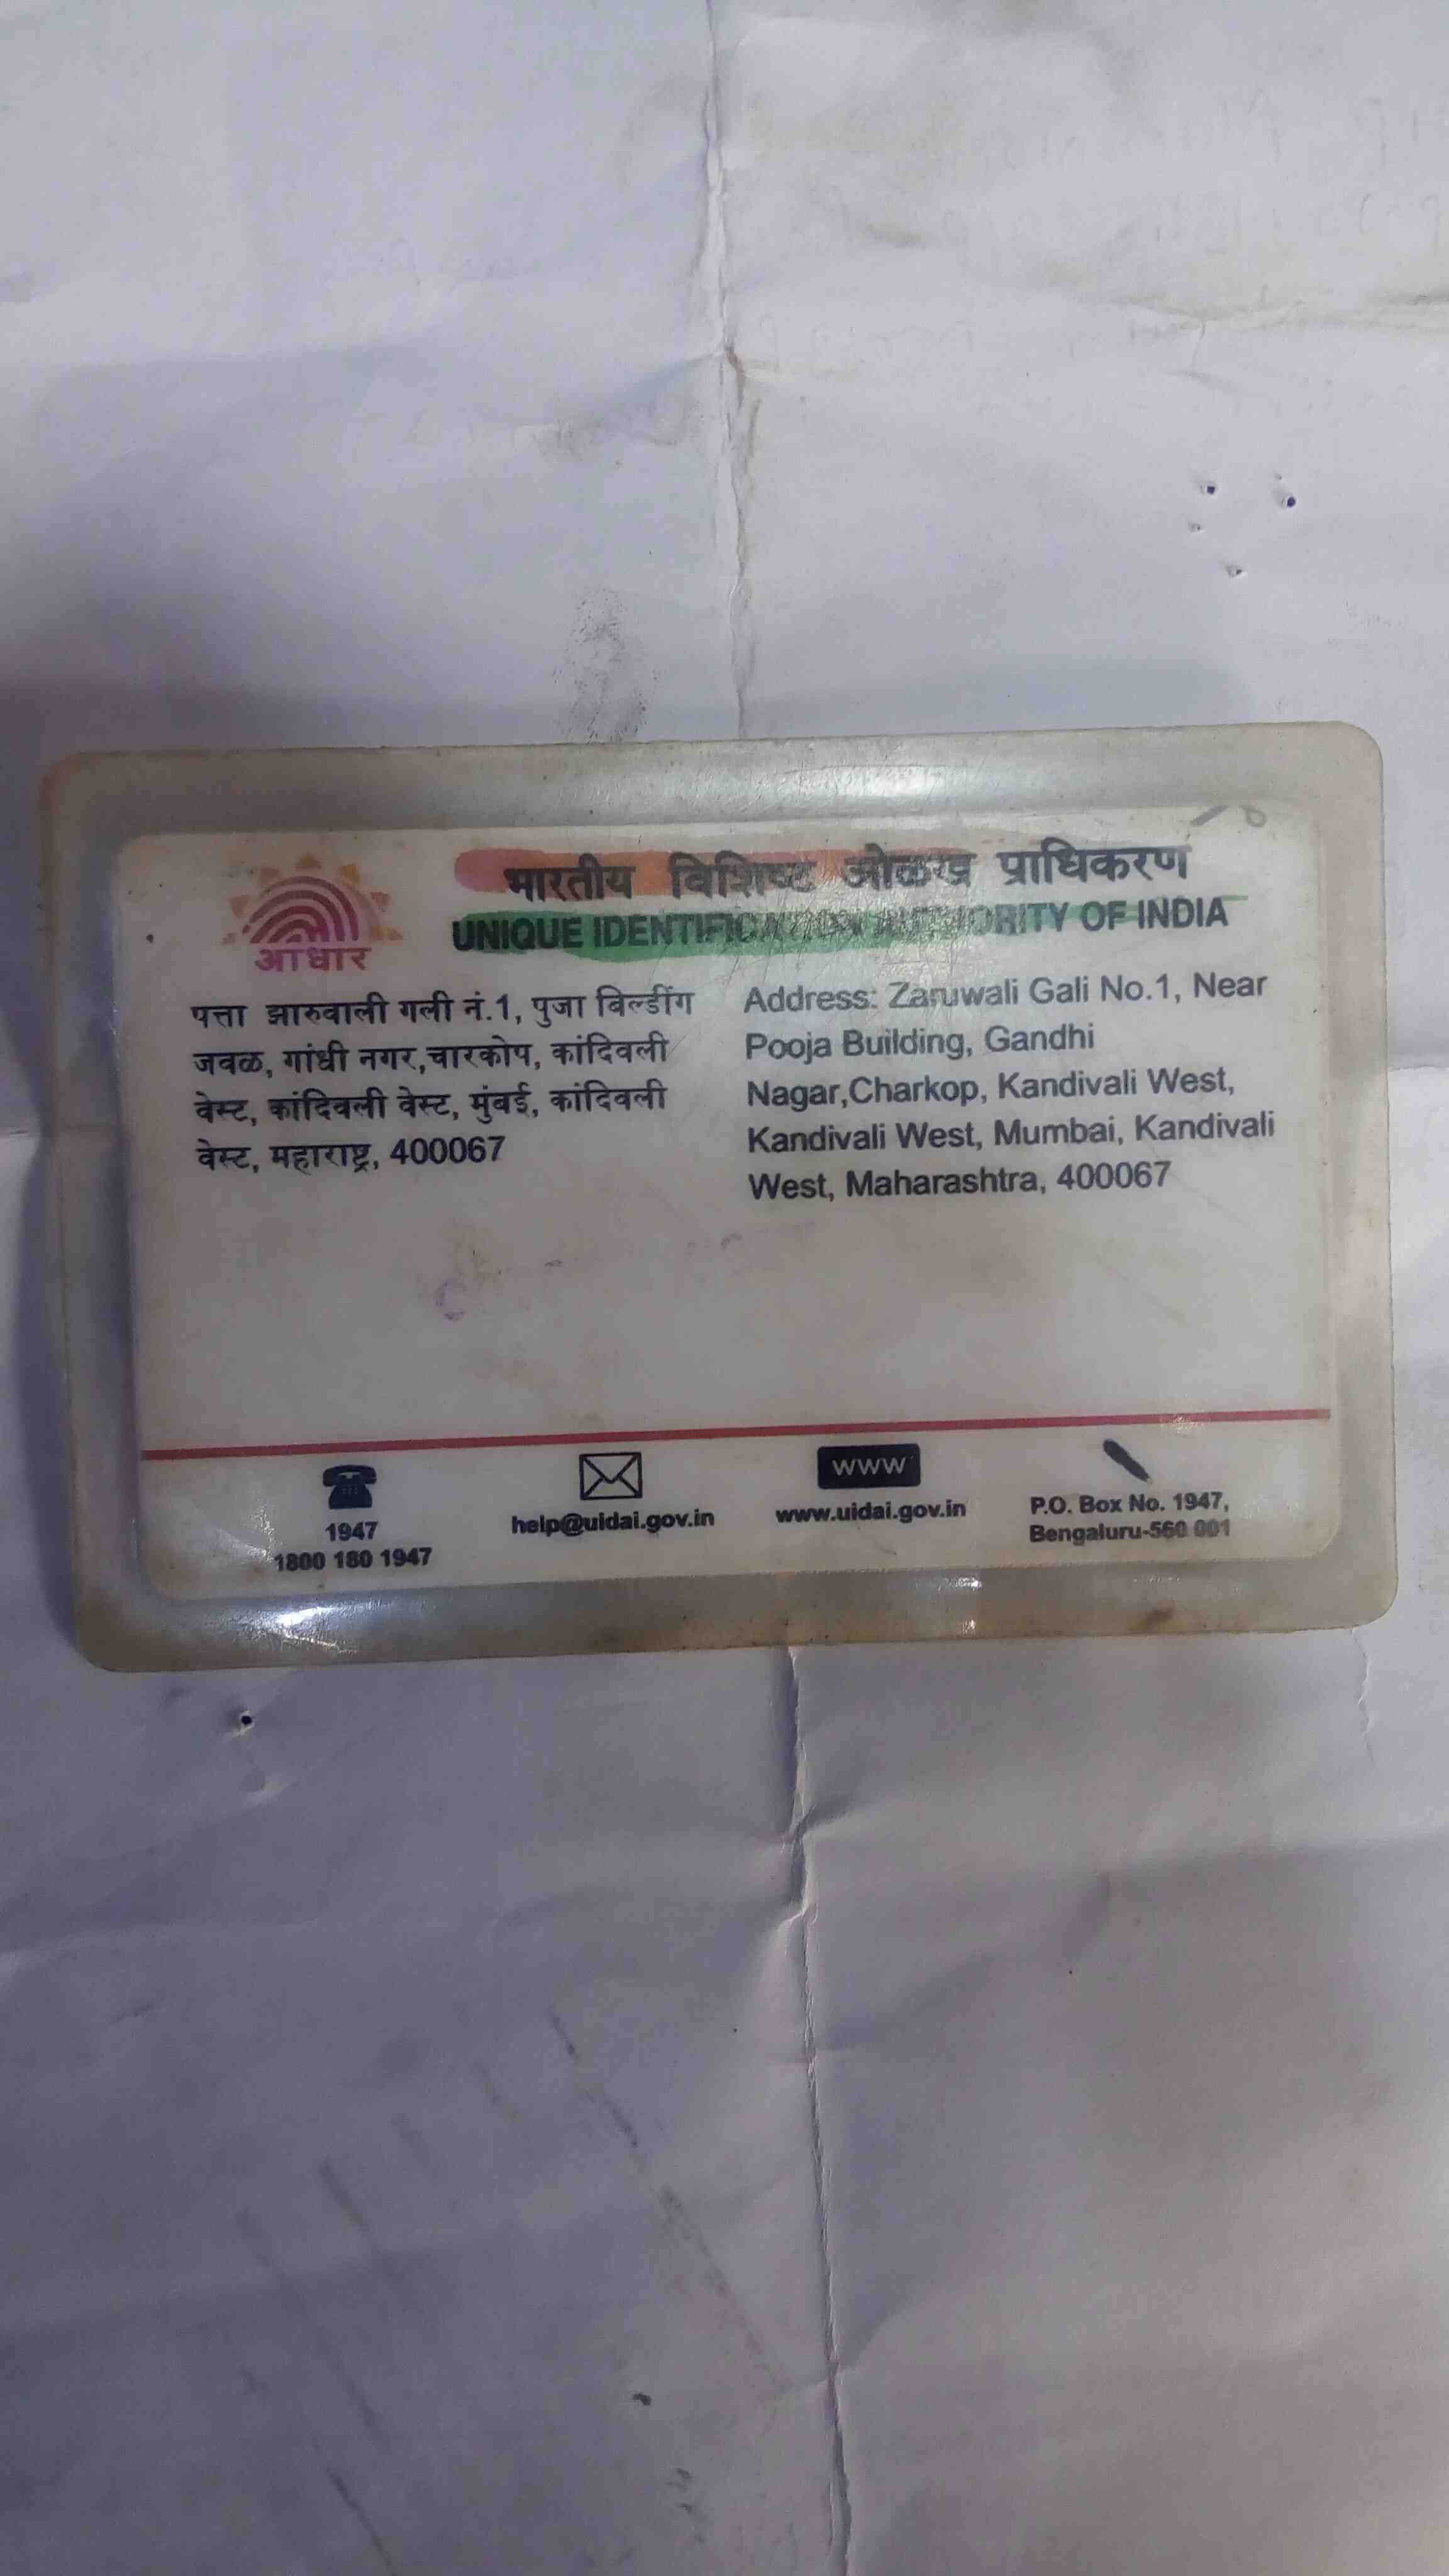 आधार
भारतीय विशिष्ट ओळख प्राधिकरण
UNIQUE IDENTIFICATION AUTHORITY OF INDIA
पत्ता झारुवाली गली नं.1, पुजा बिल्डींग
जवळ, गांधी नगर,चारकोप, कांदिवली
वेस्ट, कांदिवली वेस्ट, मुंबई, कांदिवली
वेस्ट, महाराष्ट्र, 400067
Address: Zaruwali Gali No.1, Near
Pooja Building, Gandhi
Nagar,Charkop, Kandivali West,
Kandivali West, Mumbai, Kandivali
West, Maharashtra, 400067
1947
1800 180 1947
help@uidai.gov.in
www
www.uidai.gov.in
P.O. Box No. 1947,
Bengaluru-560 001